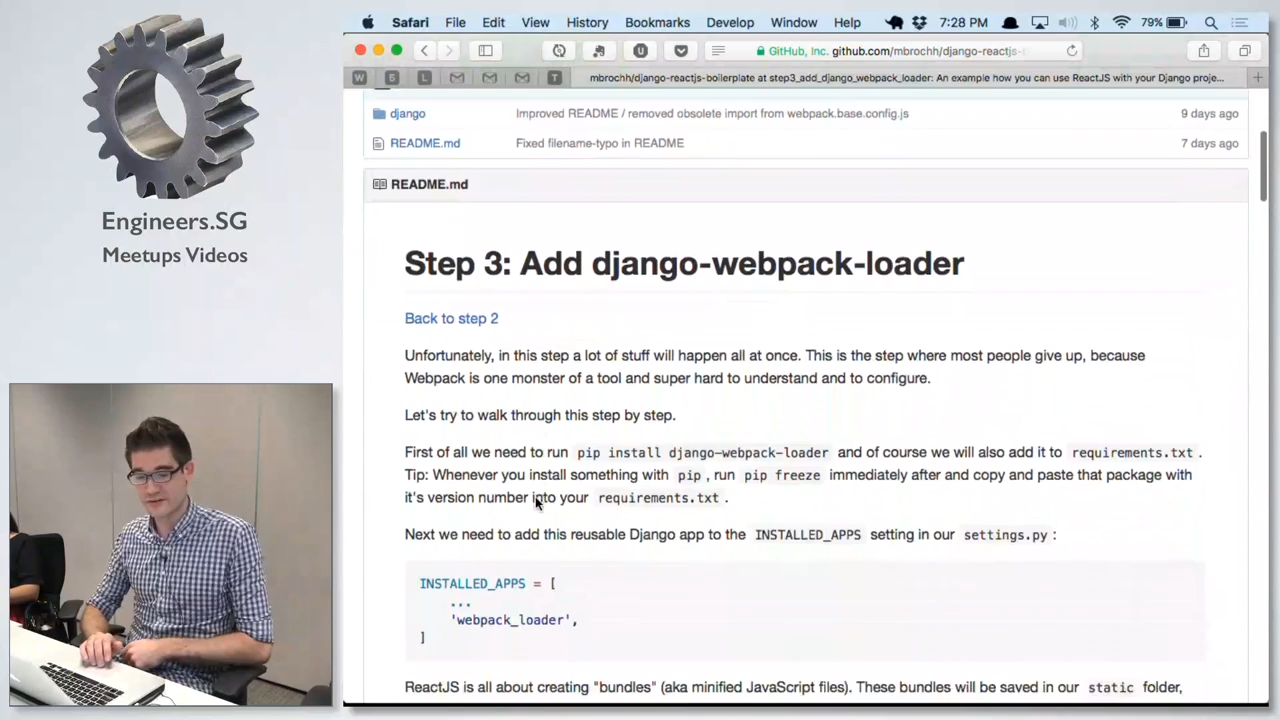 Engineers.SG
Meetups Videos
Safari File Edit View History Bookmarks Develop Window Help 7:28 PM 79%
GitHub, Inc. github.com/mbrochh/django-reactjs-
W 6 L T mbrochh/django-reactjs-boilerplate at step3_add_django_webpack_loader: An example how you can use ReactJS with your Django proje...
django Improved README / removed obsolete import from webpack.base.config.js 9 days ago
README.md Fixed filename-typo in README 7 days ago
README.md
Step 3: Add django-webpack-loader
Back to step 2
Unfortunately, in this step a lot of stuff will happen all at once. This is the step where most people give up, because
Webpack is one monster of a tool and super hard to understand and to configure.
Let's try to walk through this step by step.
First of all we need to run pip install django-webpack-loader and of course we will also add it to requirements.txt .
Tip: Whenever you install something with pip , run pip freeze immediately after and copy and paste that package with
it's version number into your requirements.txt .
Next we need to add this reusable Django app to the INSTALLED_APPS setting in our settings.py :
INSTALLED_APPS = [
...
'webpack_loader',
]
ReactJS is all about creating "bundles" (aka minified JavaScript files). These bundles will be saved in our static folder,